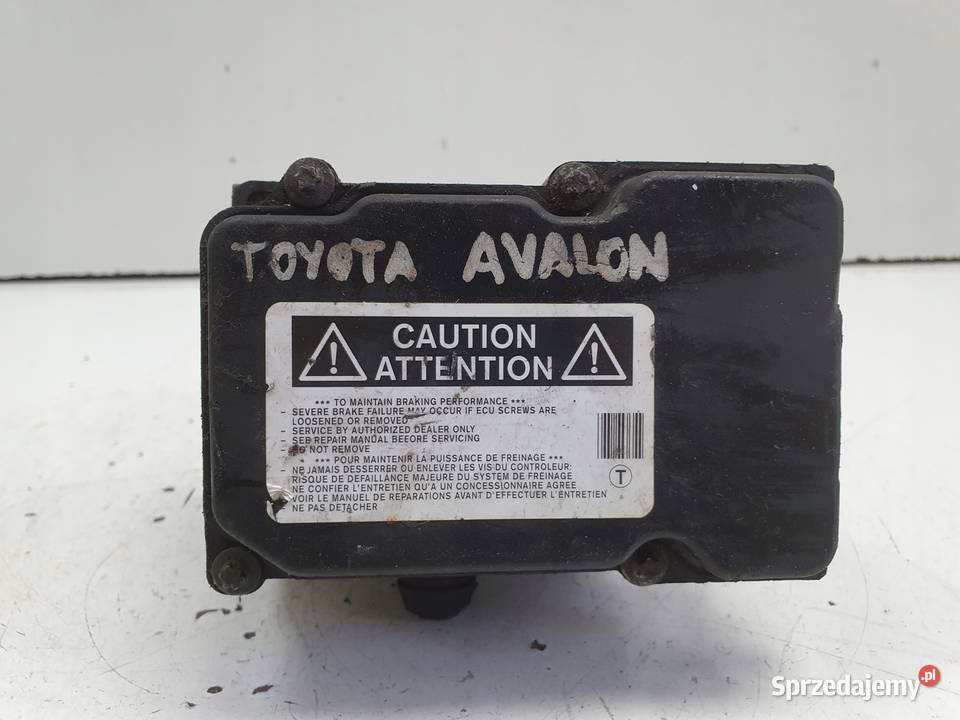 TOYOTA AVALON
CAUTION
ATTENTION
*** TO MAINTAIN BRAKING PERFORMANCE ***
- SEVERE BRAKE FAILURE MAY OCCUR IF ECU SCREWS ARE
LOOSENED OR REMOVED
- SERVICE BY AUTHORIZED DEALER ONLY
- SEB REPAIR MANUAL BEEORE SERVICING
- DO NOT REMOVE
*** POUR MAINTENIR LA PUISSANCE DE FREINAGE ***
- NE JAMAIS DESSERRER OU ENLEVER LES VIS DU CONTROLEUR:
RISQUE DE DEFAILLANCE MAJEURE DU SYSTEM DE FREINAGE
NE CONFIER L'ENTRETIEN QU'A UN CONCESSIONNAIRE AGREE
VOIR LE MANUEL DE REPARATIONS AVANT D'EFFECTUER L'ENTRETIEN
NE PAS DETACHER
T
Sprzedajemy.pl